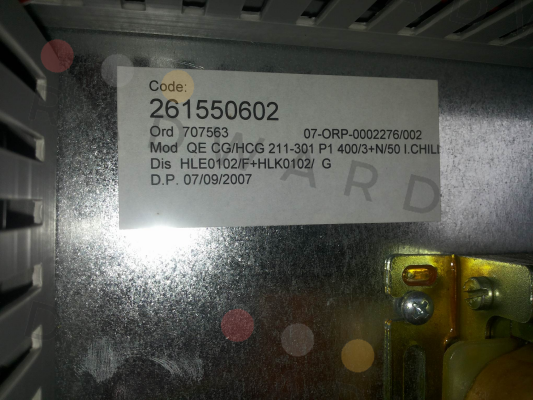 Code:
261550602
Ord 707563 07-ORP-0002276/002
Mod QE CG/HCG 211-301 P1 400/3+N/50 I.CHILL
Dis HLE0102/F+HLK0102/ G
D.P. 07/09/2007